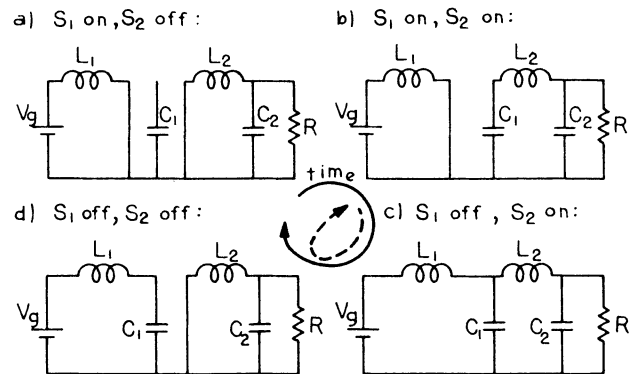 a) S₁ on, S₂ off:
L₁
L₂
Vg
C₁
C₂
R
b) S₁ on, S₂ on:
L₁
L₂
Vg
C₁
C₂
R
time
d) S₁ off, S₂ off:
L₁
L₂
Vg
C₁
C₂
R
c) S₁ off, S₂ on:
L₁
L₂
Vg
C₁
C₂
R